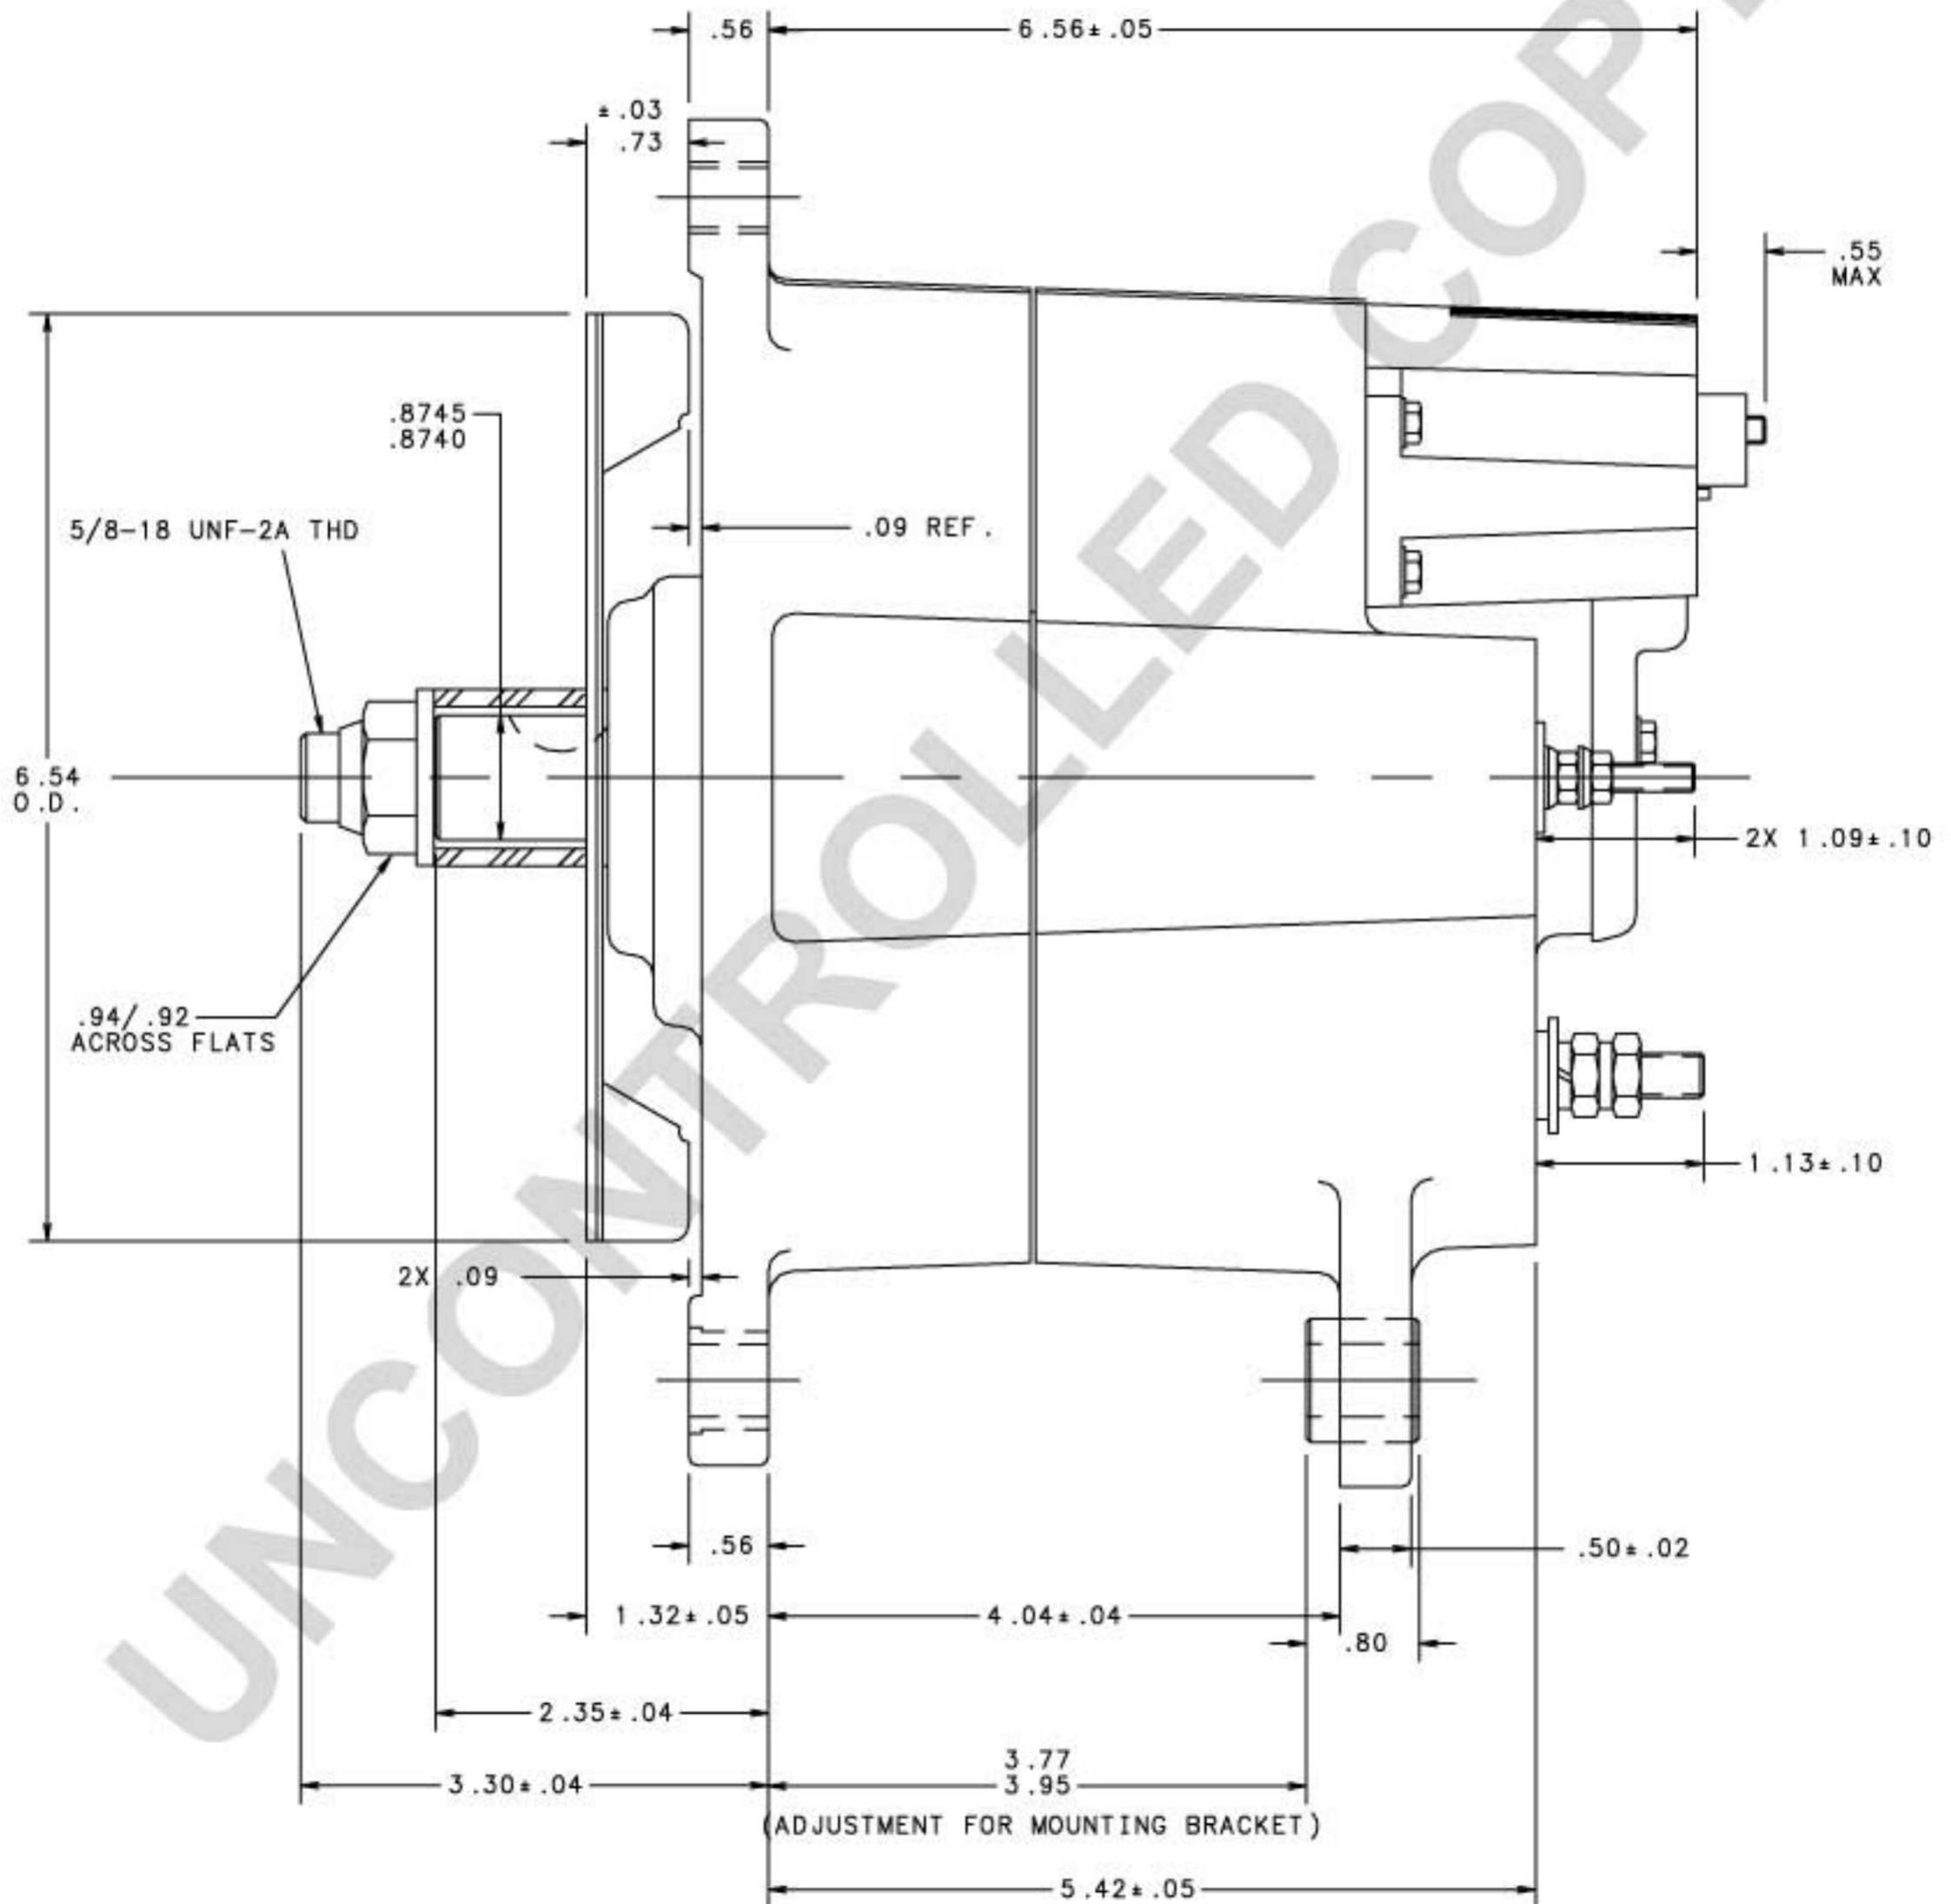 .56
6.56±.05
±.03
.73
.55
MAX
.8745
.8740
5/8-18 UNF-2A THD
.09 REF.
6.54
O.D.
2X 1.09±.10
.94/.92
ACROSS FLATS
1.13±.10
2X .09
.56
.50±.02
1.32±.05
4.04±.04
.80
2.35±.04
3.77
3.30±.04
3.95
(ADJUSTMENT FOR MOUNTING BRACKET)
5.42±.05
UNCONTROLLED COP